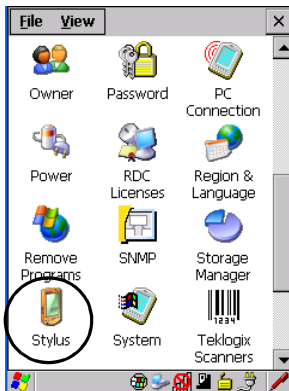 File View ×
Owner Password PC
Connection
Power RDC Region &
Licenses Language
Remove SNMP Storage
Programs Manager
1234
Stylus System Teklogix
Scanners